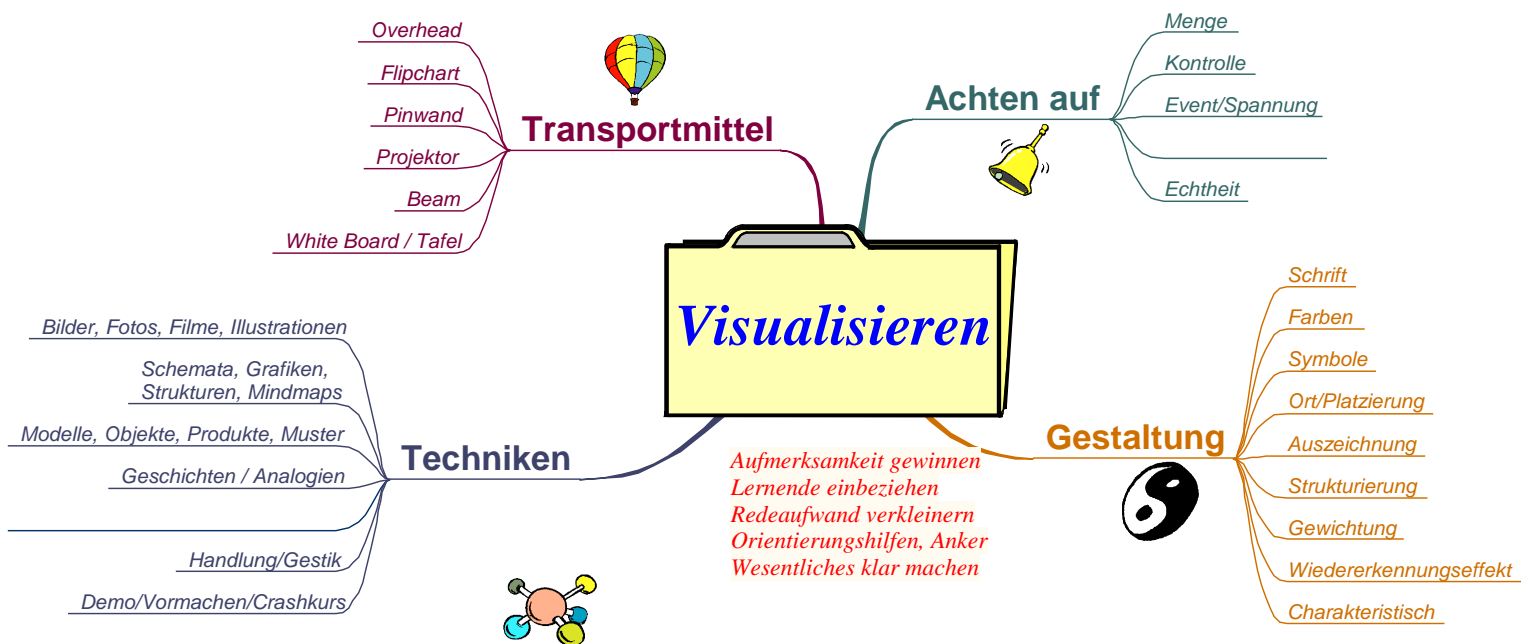 Visualisieren
Transportmittel
Overhead
Flipchart
Pinwand
Projektor
Beam
White Board / Tafel
Achten auf
Menge
Kontrolle
Event/Spannung
Echtheit
Techniken
Bilder, Fotos, Filme, Illustrationen
Schemata, Grafiken,
Strukturen, Mindmaps
Modelle, Objekte, Produkte, Muster
Geschichten / Analogien
Handlung/Gestik
Demo/Vormachen/Crashkurs
Gestaltung
Schrift
Farben
Symbole
Ort/Platzierung
Auszeichnung
Strukturierung
Gewichtung
Wiedererkennungseffekt
Charakteristisch
Aufmerksamkeit gewinnen
Lernende einbeziehen
Redeaufwand verkleinern
Orientierungshilfen, Anker
Wesentliches klar machen